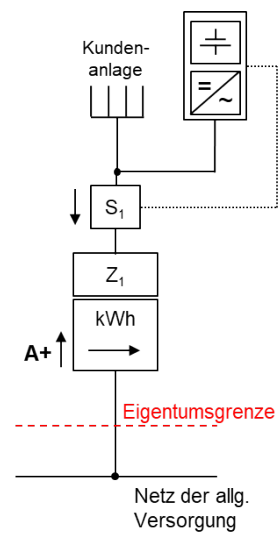 Kunden-
anlage
=
~
S₁
Z₁
kWh
A+
Eigentumsgrenze
Netz der allg.
Versorgung